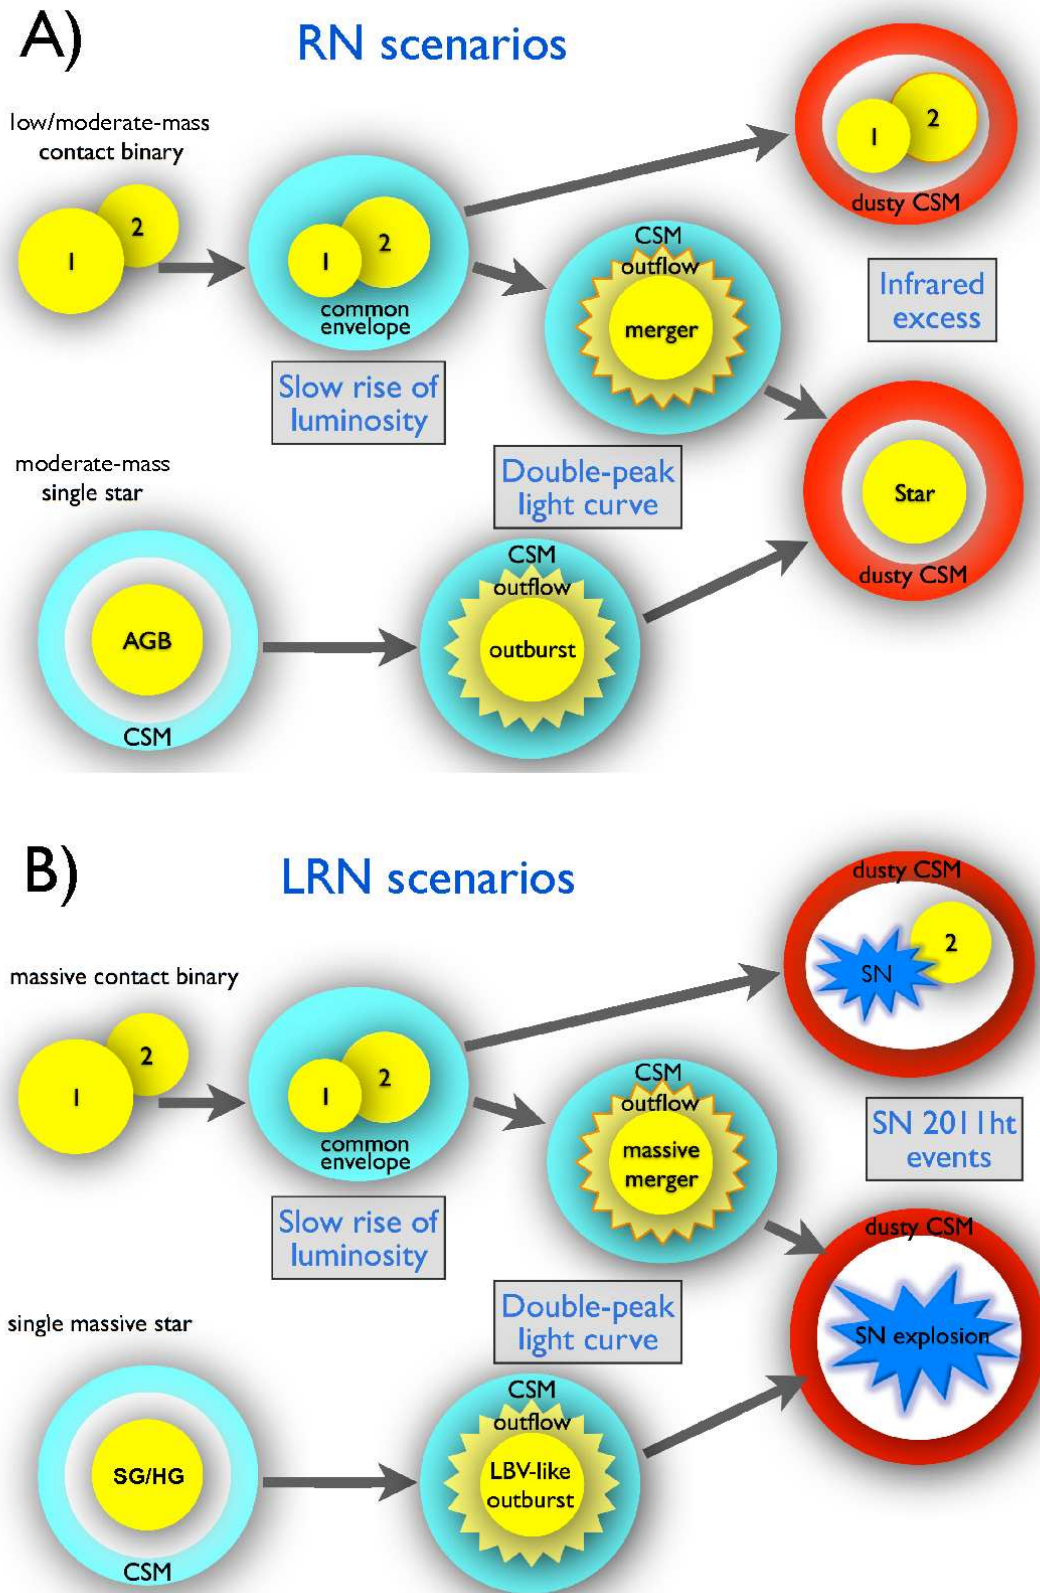 A)
RN scenarios
low/moderate-mass
contact binary
1
2
1
2
common
envelope
Slow rise of
luminosity
1
2
dusty CSM
CSM
outflow
merger
Infrared
excess
moderate-mass
single star
AGB
CSM
Double-peak
light curve
CSM
outflow
outburst
Star
dusty CSM
B)
LRN scenarios
massive contact binary
1
2
1
2
common
envelope
Slow rise of
luminosity
dusty CSM
SN
2
CSM
outflow
massive
merger
SN 2011ht
events
single massive star
SG/HG
CSM
Double-peak
light curve
CSM
outflow
LBV-like
outburst
dusty CSM
SN explosion